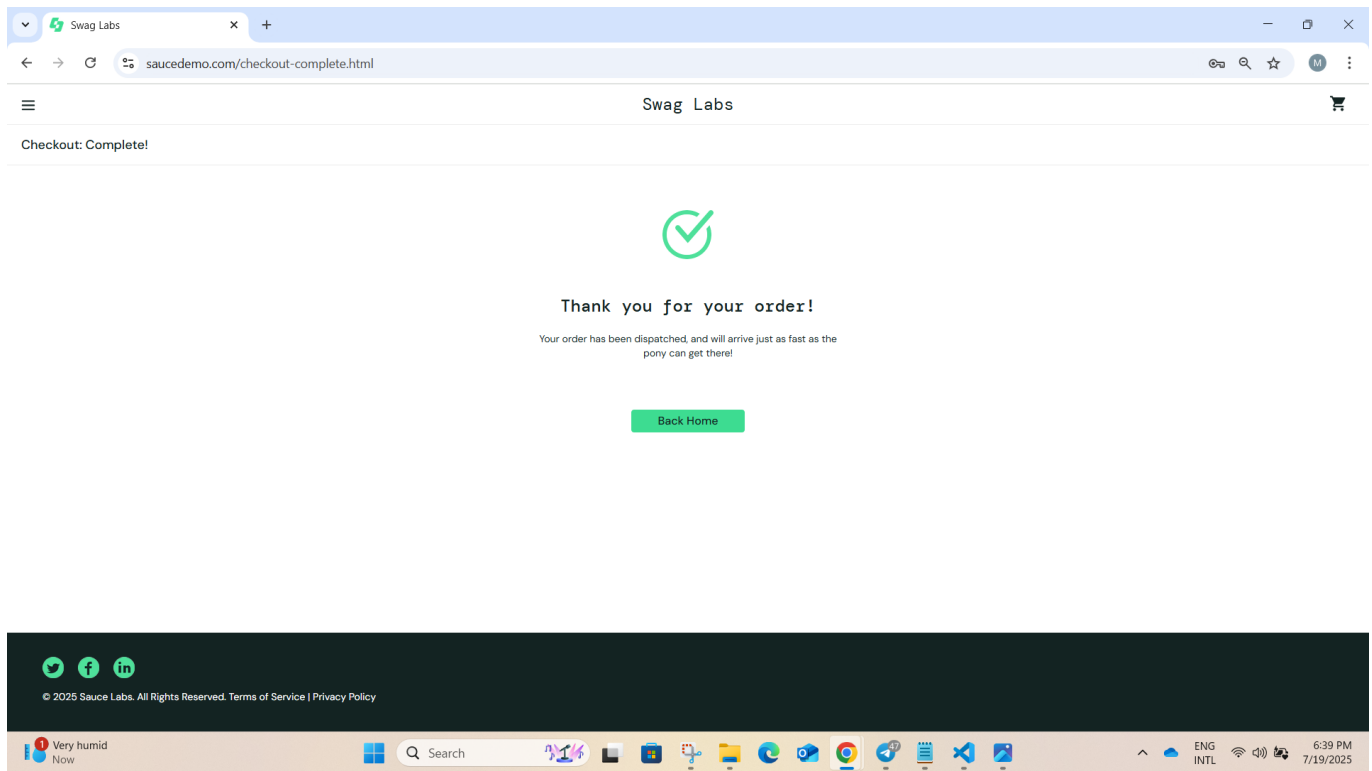 Swag Labs
saucedemo.com/checkout-complete.html
M
Swag Labs
Checkout: Complete!
Thank you for your order!
Your order has been dispatched, and will arrive just as fast as the
pony can get there!
Back Home
© 2025 Sauce Labs. All Rights Reserved. Terms of Service | Privacy Policy
1
Very humid
Now
Search
47
ENG
INTL
6:39 PM
7/19/2025